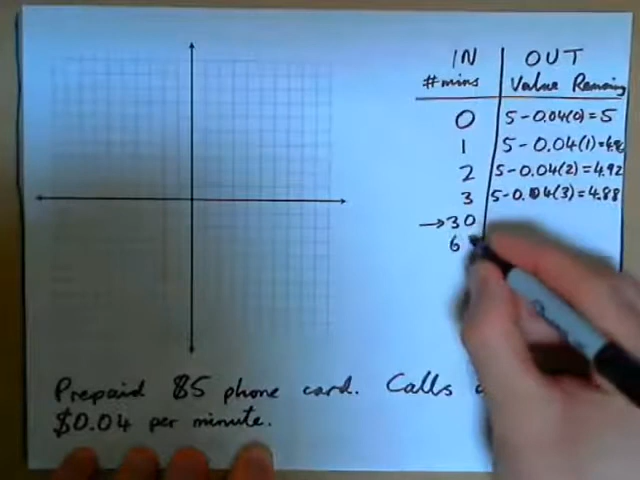 IN OUT
#mins Value Remaining
0 5-0.04(0)=5
1 5-0.04(1)=4.96
2 5-0.04(2)=4.92
3 5-0.04(3)=4.88
→30
6
Prepaid $5 phone card. Calls
$0.04 per minute.